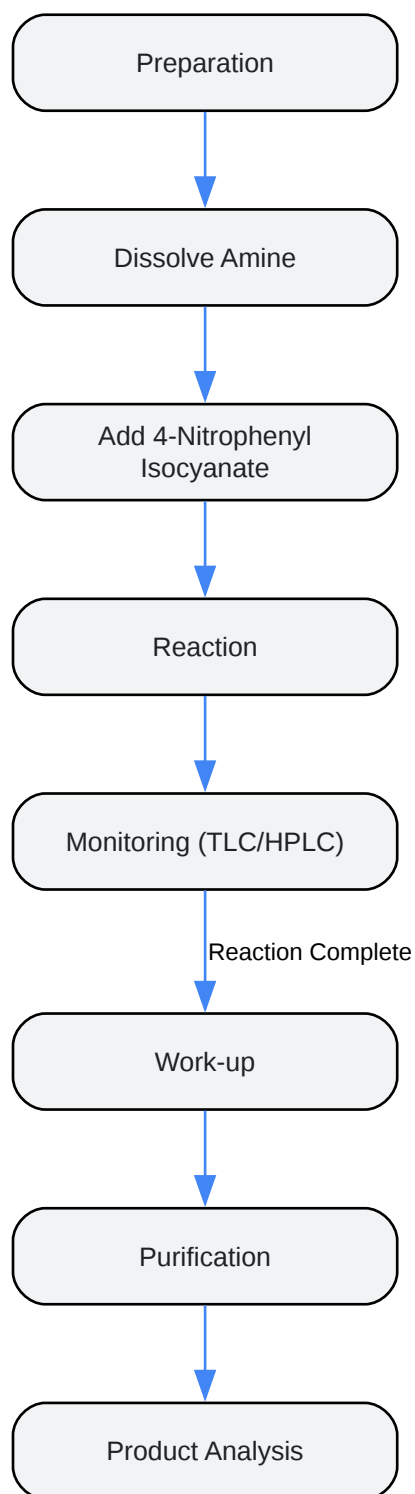 Preparation
Dissolve Amine
Add 4-Nitrophenyl
Isocyanate
Reaction
Monitoring (TLC/HPLC)
Reaction Complete
Work-up
Purification
Product Analysis